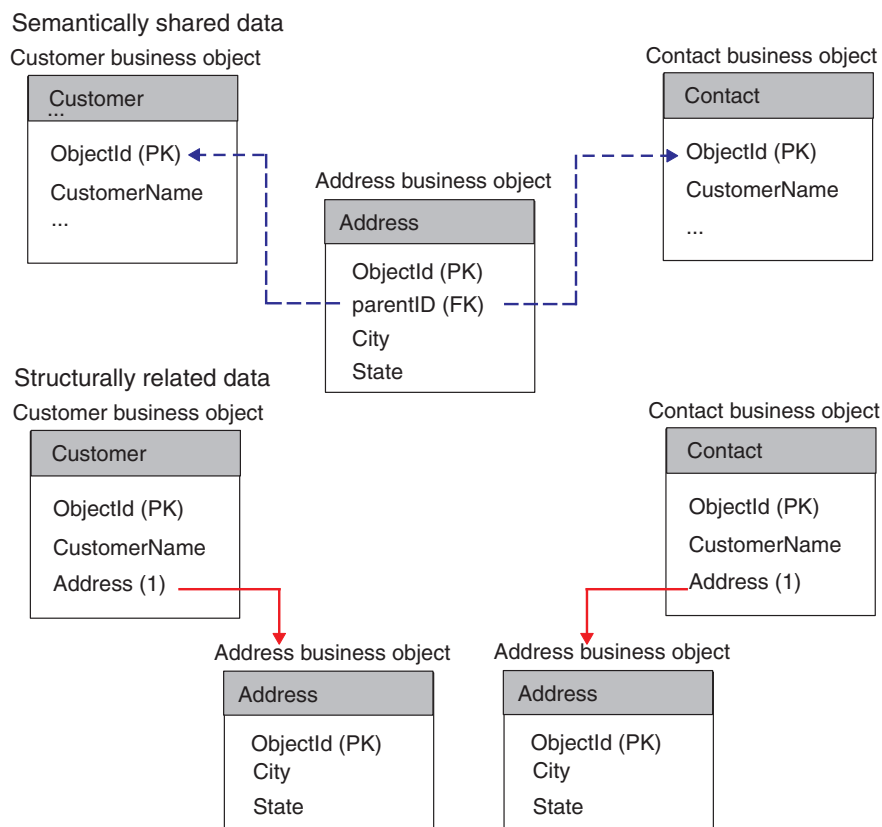 Semantically shared data
Customer business object
Customer
...
ObjectId (PK)
CustomerName
...
Contact business object
Contact
ObjectId (PK)
CustomerName
...
Address business object
Address
ObjectId (PK)
parentID (FK)
City
State
Structurally related data
Customer business object
Customer
ObjectId (PK)
CustomerName
Address (1)
Contact business object
Contact
ObjectId (PK)
CustomerName
Address (1)
Address business object
Address
ObjectId (PK)
City
State
Address business object
Address
ObjectId (PK)
City
State